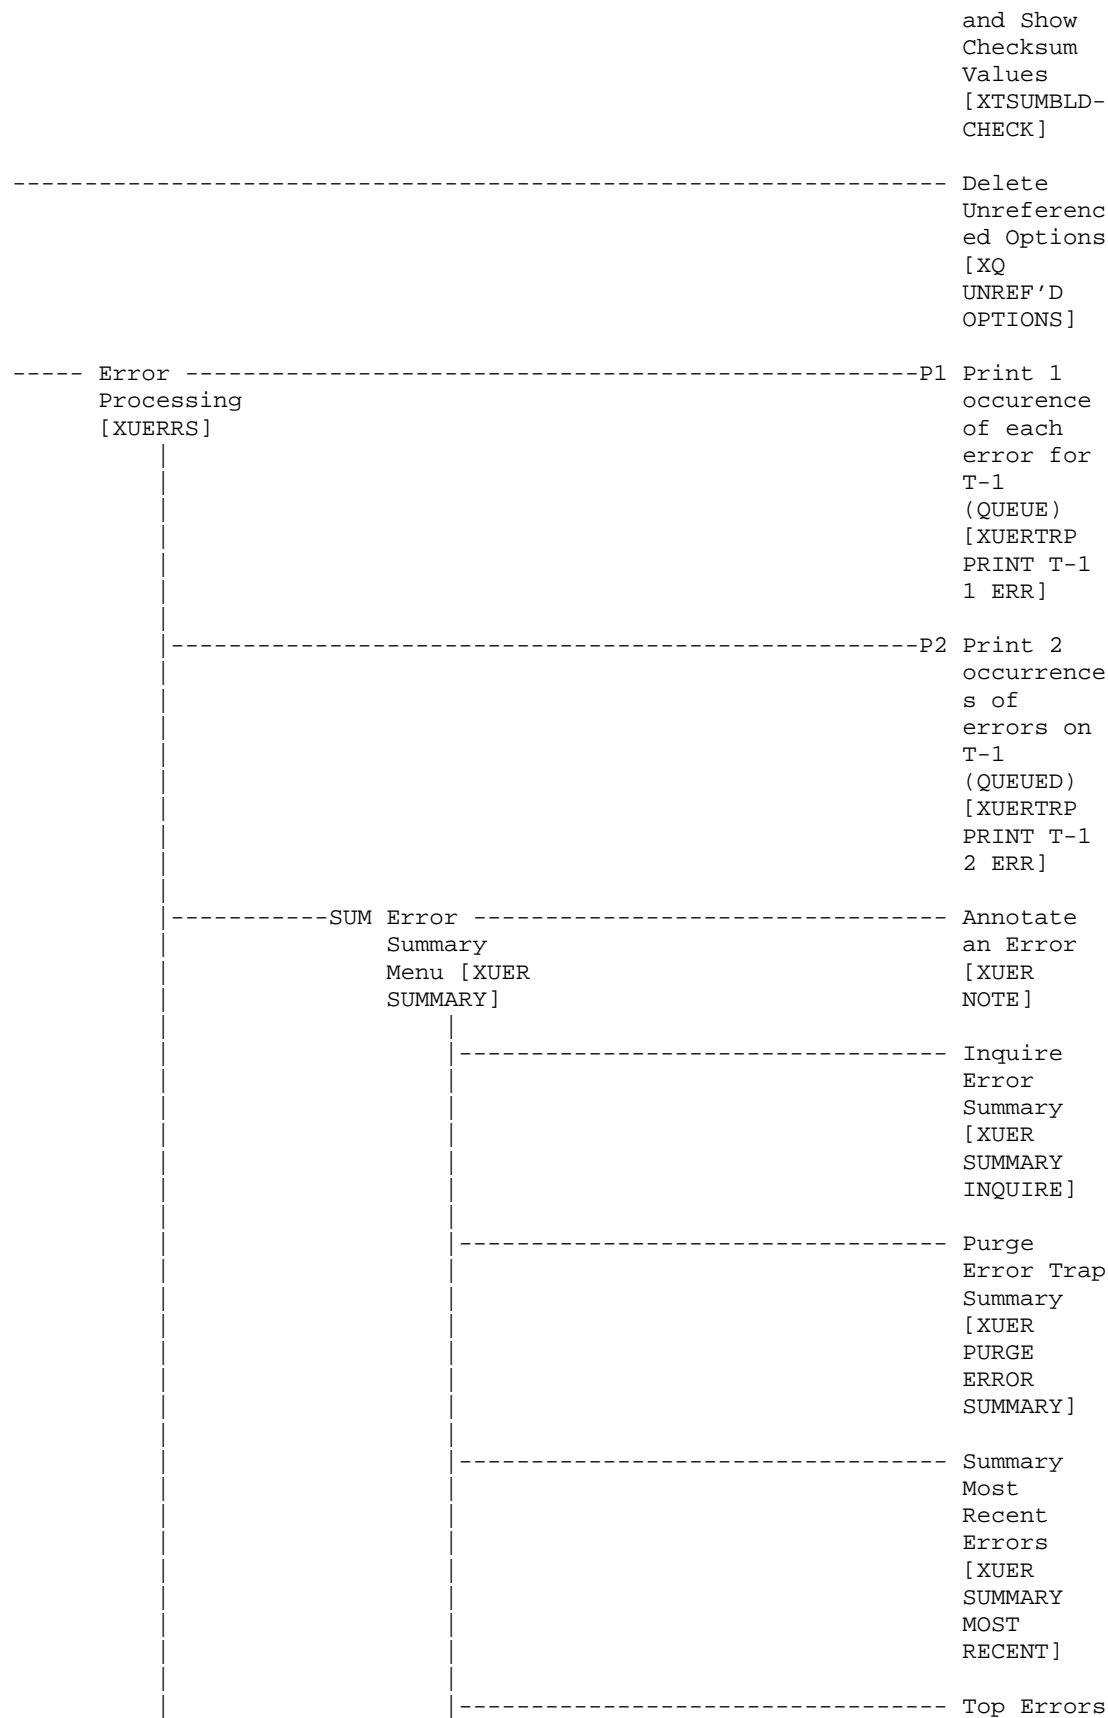 and Show
Checksum
Values
[XTSUMBLD-
CHECK]
----------------------------------------------------------------- Delete
Unreferenc
ed Options
[XQ
UNREF'D
OPTIONS]
----- Error ---------------------------------------------------P1 Print 1
Processing occurence
[XUERRS] of each
| error for
| T-1
| (QUEUE)
| [XUERTRP
| PRINT T-1
| 1 ERR]
|
|----------------------------------------------------P2 Print 2
| occurrence
| s of
| errors on
| T-1
| (QUEUED)
| [XUERTRP
| PRINT T-1
| 2 ERR]
|
|-----------SUM Error --------------------------------- Annotate
| Summary an Error
| Menu [XUER [XUER
| SUMMARY] NOTE]
| |
| |---------------------------------- Inquire
| | Error
| | Summary
| | [XUER
| | SUMMARY
| | INQUIRE]
| |
| |---------------------------------- Purge
| | Error Trap
| | Summary
| | [XUER
| | PURGE
| | ERROR
| | SUMMARY]
| |
| |---------------------------------- Summary
| | Most
| | Recent
| | Errors
| | [XUER
| | SUMMARY
| | MOST
| | RECENT]
| |
| |---------------------------------- Top Errors